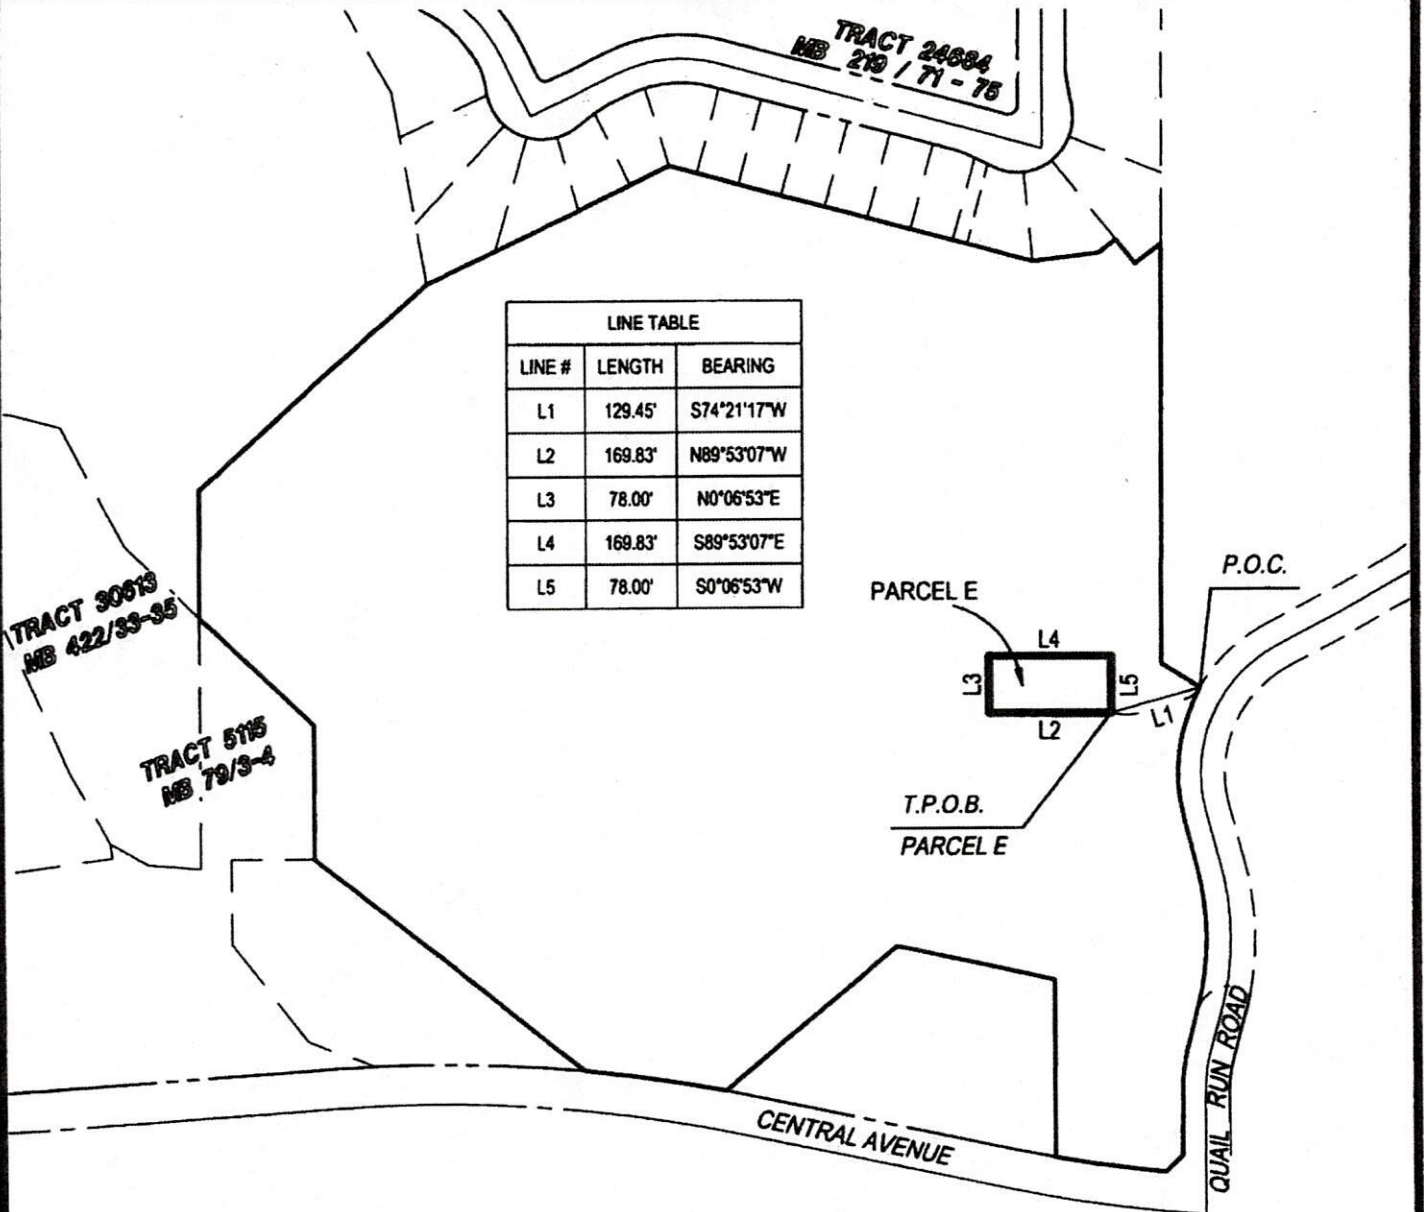 TRACT 24664
MB 219 / 71 - 75
LINE TABLE
LINE # LENGTH BEARING
L1 129.45' S74°21'17"W
L2 169.83' N89°53'07"W
L3 78.00' N0°06'53"E
L4 169.83' S89°53'07"E
L5 78.00' S0°06'53"W
P.O.C.
PARCEL E
L4
L3
L5
L1
L2
TRACT 30613
MB 422/33-35
TRACT 5115
MB 79/3-4
T.P.O.B.
PARCEL E
QUAIL RUN ROAD
CENTRAL AVENUE